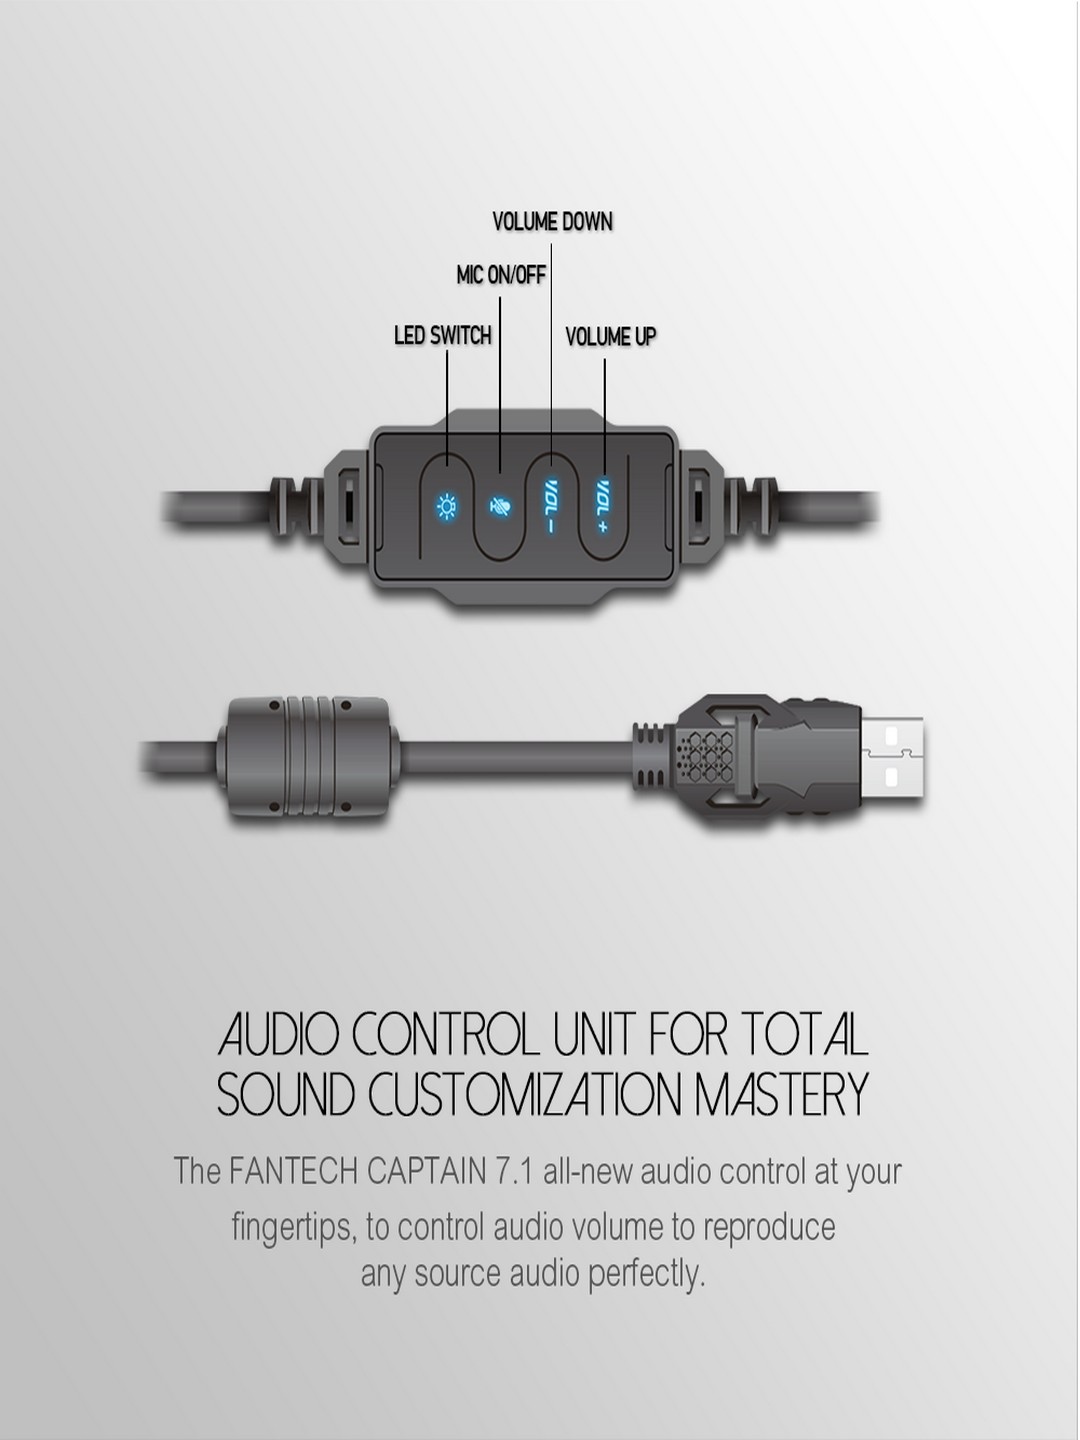 VOLUME DOWN
MIC ON/OFF
LED SWITCH
VOLUME UP
VOL -
VOL +
AUDIO CONTROL UNIT FOR TOTAL
SOUND CUSTOMIZATION MASTERY
The FANTECH CAPTAIN 7.1 all-new audio control at your
fingertips, to control audio volume to reproduce
any source audio perfectly.